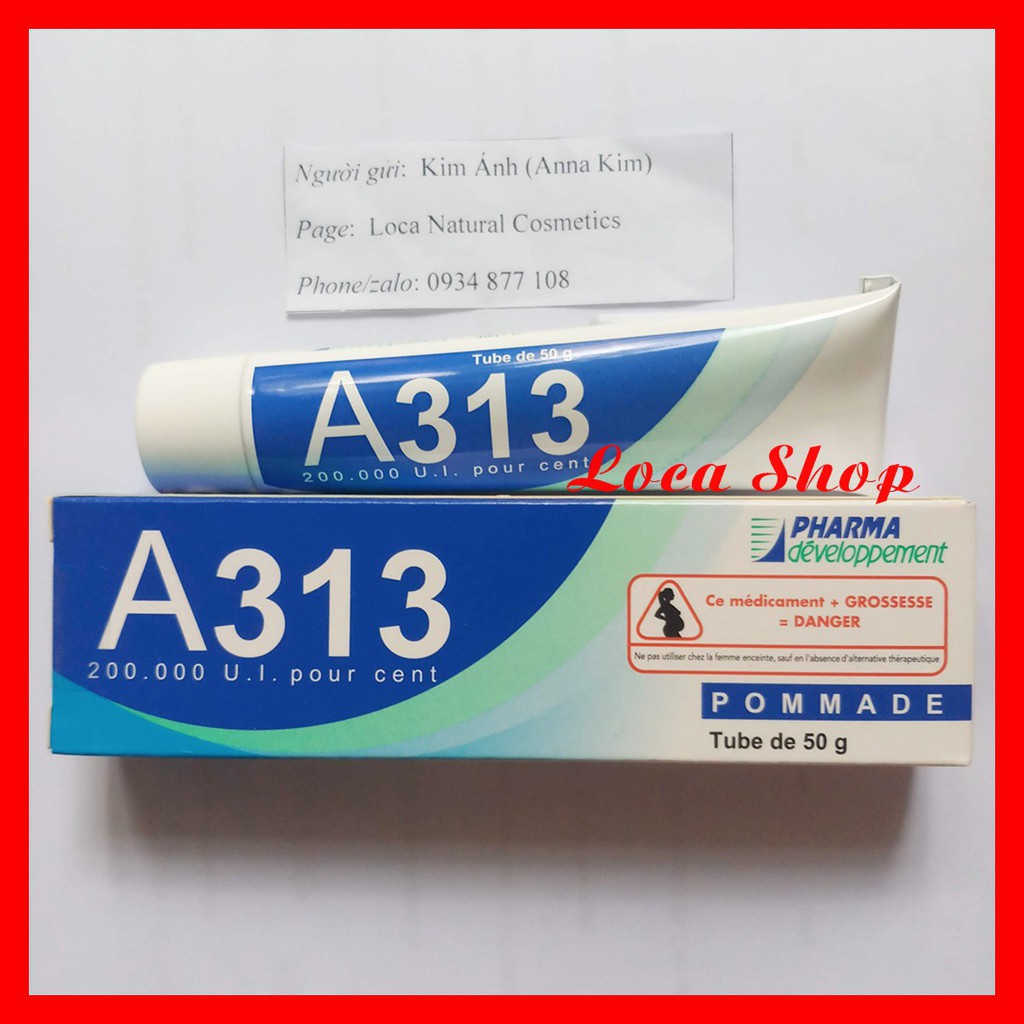 Người gửi: Kim Ánh (Anna Kim)
Page: Loca Natural Cosmetics
Phone/zalo: 0934 877 108
Tube de 50 g
A313
200.000 U.I. pour cent
Loca Shop
A313
200.000 U.I. pour cent
PHARMA
développement
Ce médicament + GROSSESSE
= DANGER
Ne pas utiliser chez la femme enceinte, sauf en l'absence d'alternative thérapeutique
POMMADE
Tube de 50 g